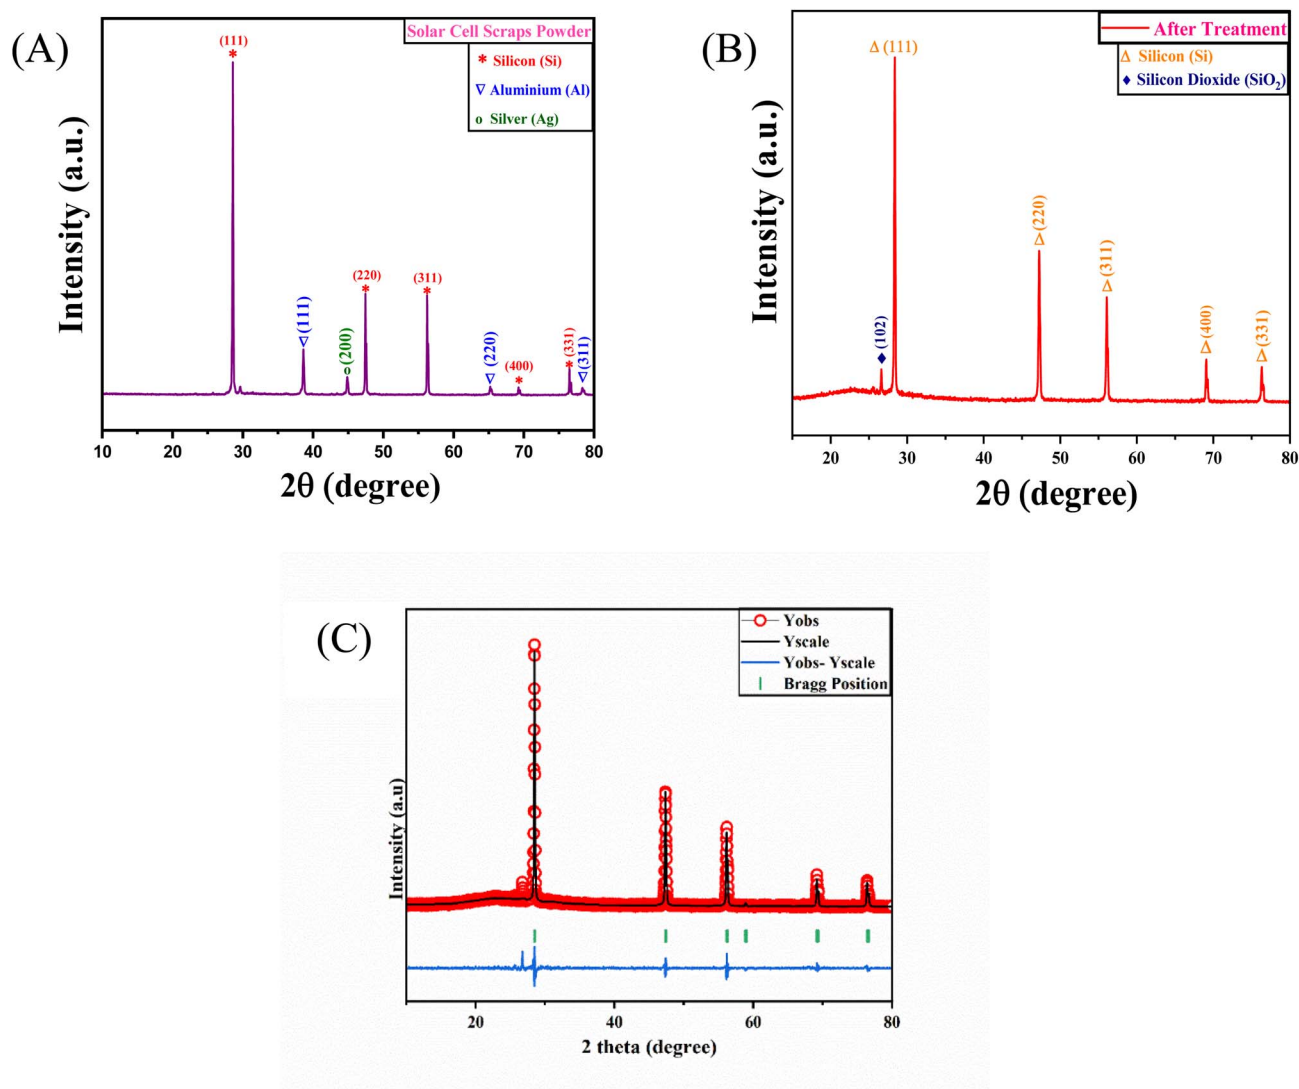 (A)
Solar Cell Scraps Powder
* Silicon (Si)
∇ Aluminium (Al)
o Silver (Ag)
(111)
*
(111)
∇
(200)
o
(220)
*
(311)
*
(220)
∇
(400)
*
(331)
*
(311)
∇
Intensity (a.u.)
10 20 30 40 50 60 70 80
2θ (degree)
(B)
After Treatment
Δ Silicon (Si)
♦ Silicon Dioxide (SiO₂)
Δ (111)
♦ (102)
Δ (220)
Δ (311)
Δ (400)
Δ (331)
Intensity (a.u.)
20 30 40 50 60 70 80
2θ (degree)
(C)
Yobs
Yscale
Yobs- Yscale
Bragg Position
Intensity (a.u)
20 40 60 80
2 theta (degree)